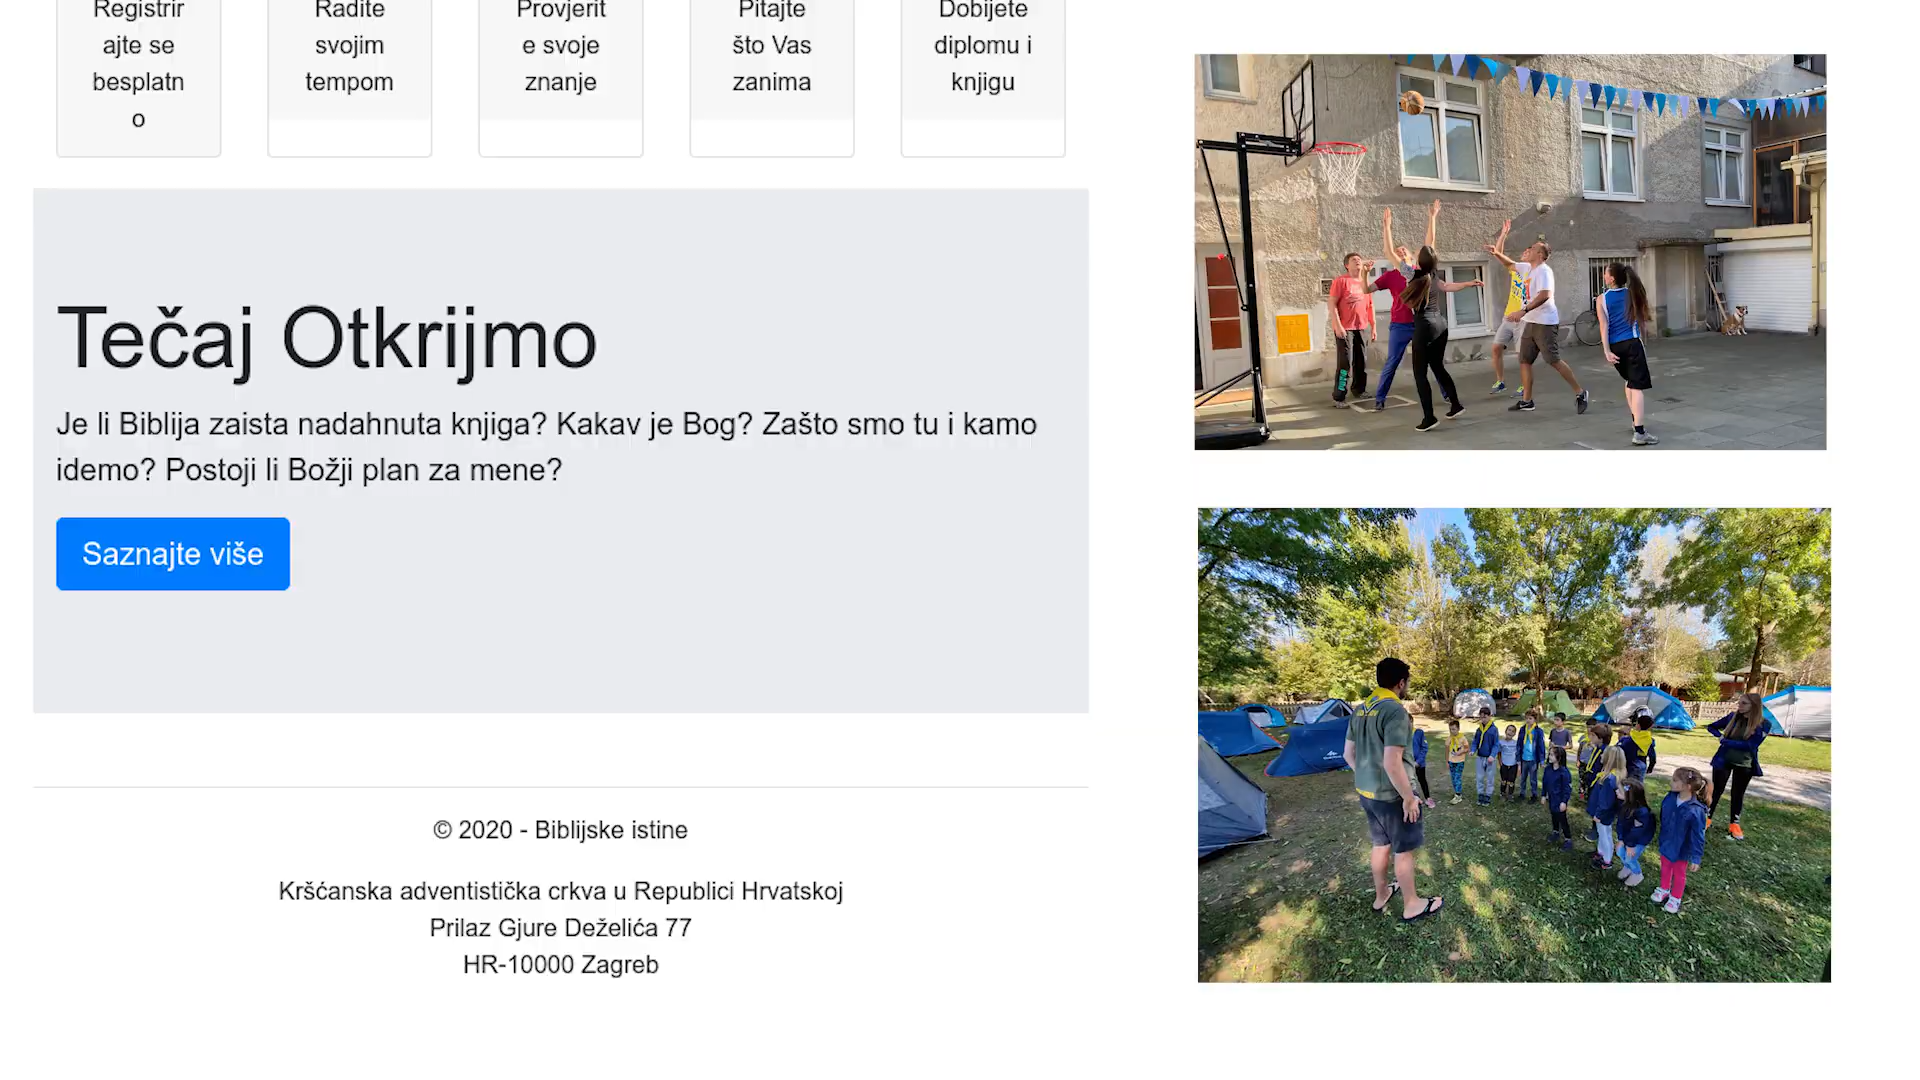 Registrir
ajte se
besplatn
o
Radite
svojim
tempom
Provjerit
e svoje
znanje
Pitajte
što Vas
zanima
Dobijete
diplomu i
knjigu
Tečaj Otkrijmo
Je li Biblija zaista nadahnuta knjiga? Kakav je Bog? Zašto smo tu i kamo
idemo? Postoji li Božji plan za mene?
Saznajte više
© 2020 - Biblijske istine
Kršćanska adventistička crkva u Republici Hrvatskoj
Prilaz Gjure Deželića 77
HR-10000 Zagreb